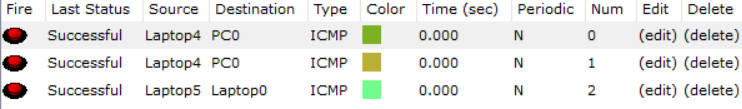 Fire Last Status Source Destination Type Color Time (sec) Periodic Num Edit Delete
Successful Laptop4 PC0 ICMP 0.000 N 0 (edit) (delete)
Successful Laptop4 PC0 ICMP 0.000 N 1 (edit) (delete)
Successful Laptop5 Laptop0 ICMP 0.000 N 2 (edit) (delete)